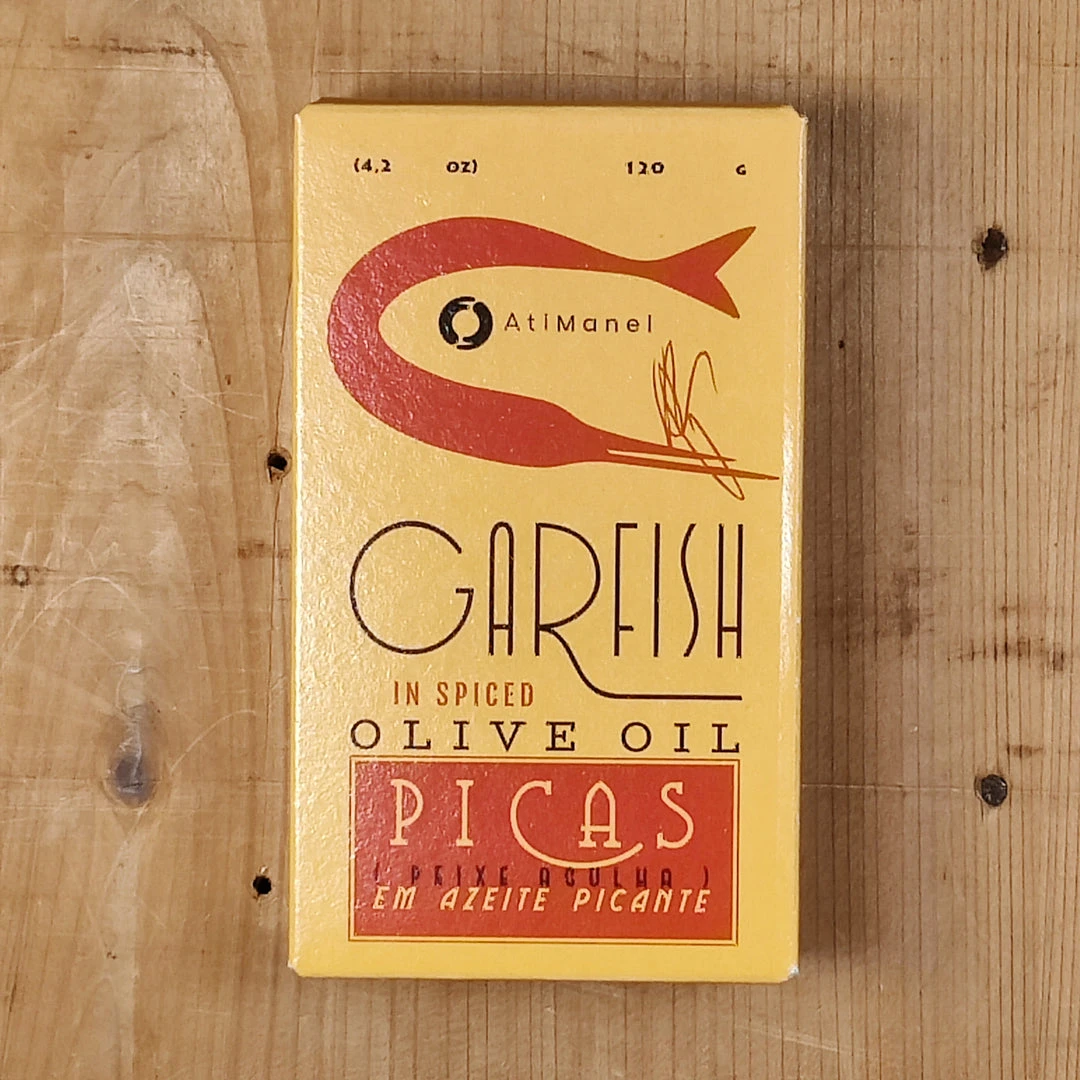 (4,2 OZ) 120 G
AtiManel
GARFISH
IN SPICED
OLIVE OIL
PICAS
( PEIXE AGULHA )
EM AZEITE PICANTE